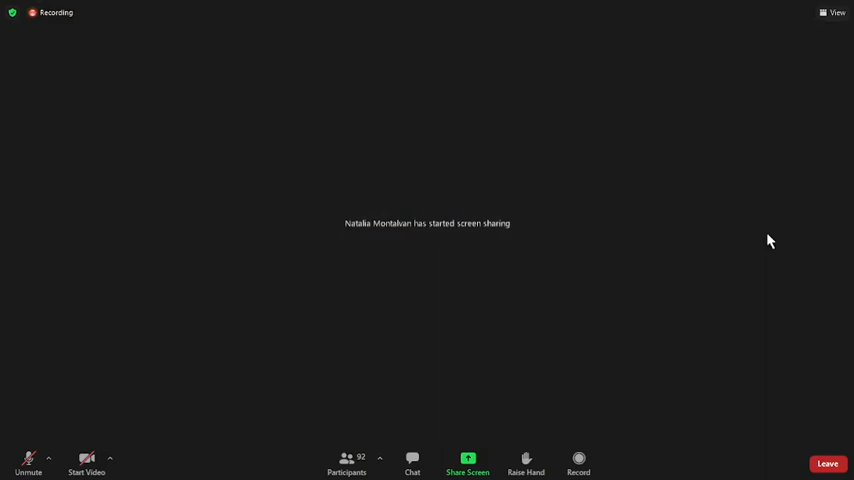 Recording
View
Natalia Montalvan has started screen sharing
92
Unmute
Start Video
Participants
Chat
Share Screen
Raise Hand
Record
Leave